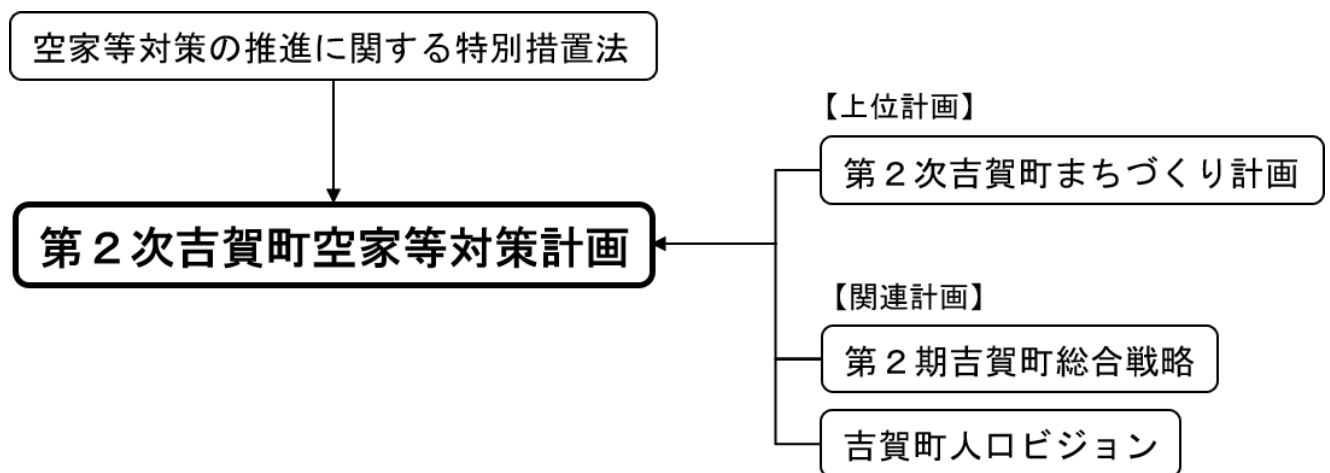 空家等対策の推進に関する特別措置法
【上位計画】
第２次吉賀町まちづくり計画
第２次吉賀町空家等対策計画
【関連計画】
第２期吉賀町総合戦略
吉賀町人口ビジョン